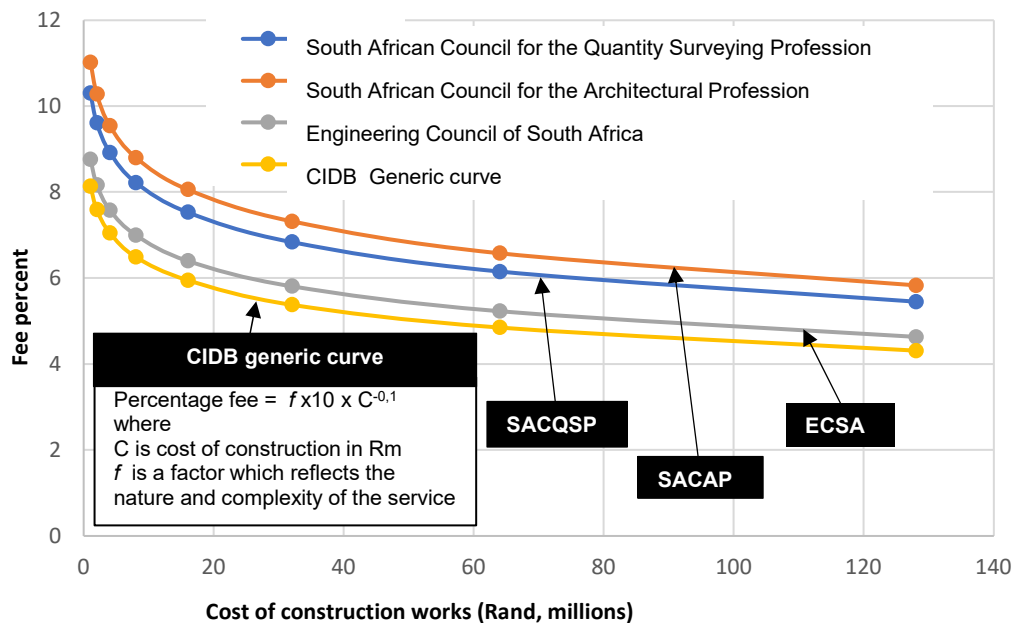 12
10
8
6
4
2
0
Fee percent
South African Council for the Quantity Surveying Profession
South African Council for the Architectural Profession
Engineering Council of South Africa
CIDB  Generic curve
CIDB generic curve
Percentage fee =  f x10 x C^-0,1
where
C is cost of construction in Rm
f  is a factor which reflects the
nature and complexity of the service
SACQSP
SACAP
ECSA
0 20 40 60 80 100 120 140
Cost of construction works (Rand, millions)